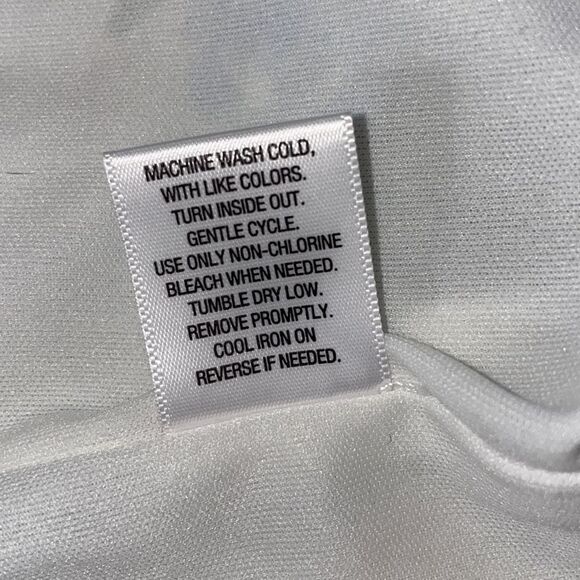 MACHINE WASH COLD,
WITH LIKE COLORS.
TURN INSIDE OUT.
GENTLE CYCLE.
USE ONLY NON-CHLORINE
BLEACH WHEN NEEDED.
TUMBLE DRY LOW.
REMOVE PROMPTLY.
COOL IRON ON
REVERSE IF NEEDED.